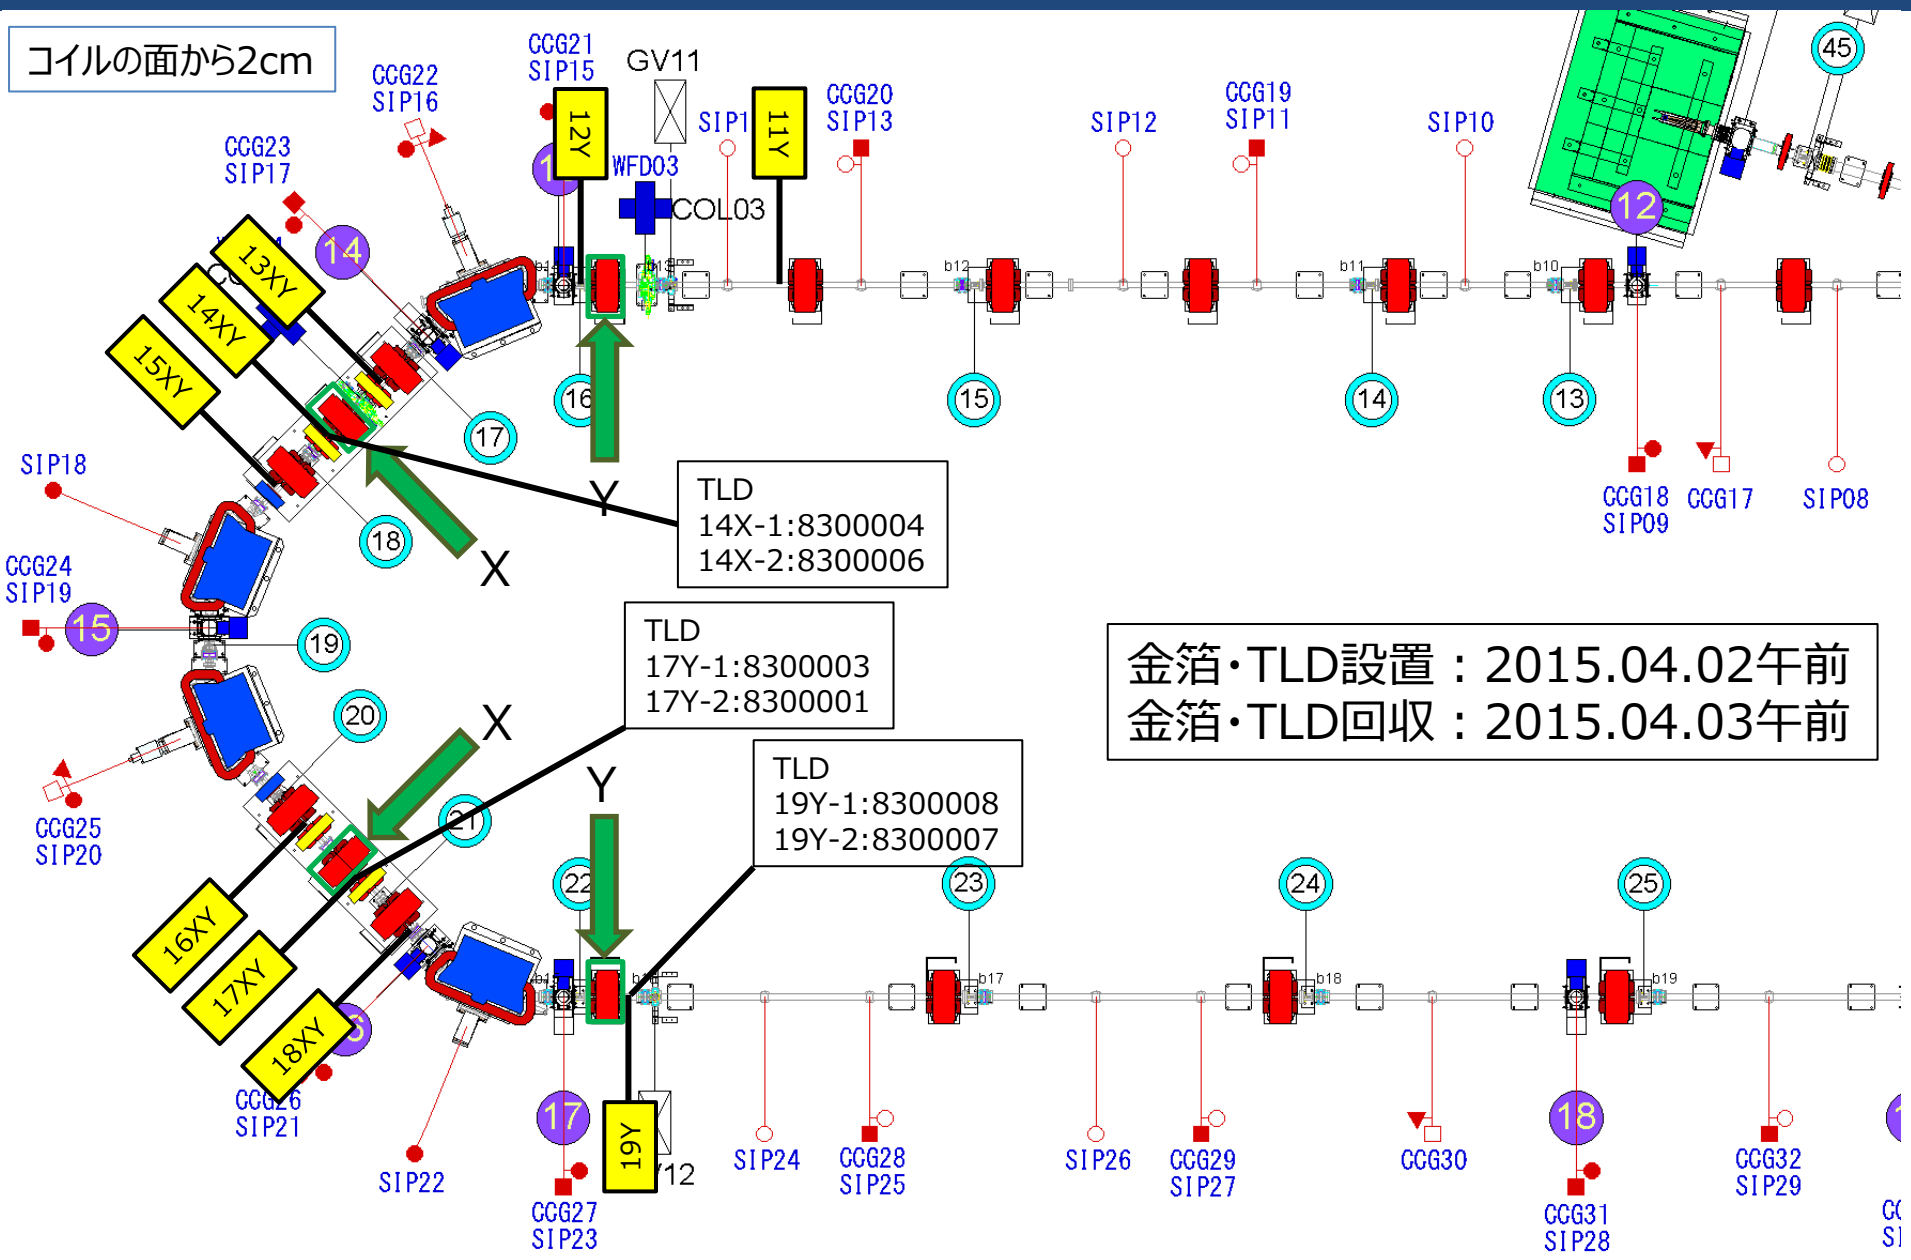 コイルの面から2cm
CCG21
SIP15
GV11
CCG22
SIP16
CCG20
SIP13
CCG19
SIP11
45
12Y
SIP1
11Y
SIP12
SIP10
CCG23
SIP17
WFD03
COL03
12
14
13XY
14XY
15XY
b12
b11
b10
16
15
14
13
17
Y
SIP18
18
X
TLD
14X-1:8300004
14X-2:8300006
CCG18
SIP09
CCG17
SIP08
CCG24
SIP19
15
19
TLD
17Y-1:8300003
17Y-2:8300001
金箔・TLD設置：2015.04.02午前
金箔・TLD回収：2015.04.03午前
20
X
Y
TLD
19Y-1:8300008
19Y-2:8300007
CCG25
SIP20
21
22
23
24
25
16XY
17XY
18XY
b17
b18
b19
CCG26
SIP21
SIP22
17
19Y
SIP24
CCG28
SIP25
SIP26
CCG29
SIP27
CCG30
18
CCG32
SIP29
CCG27
SIP23
CCG31
SIP28